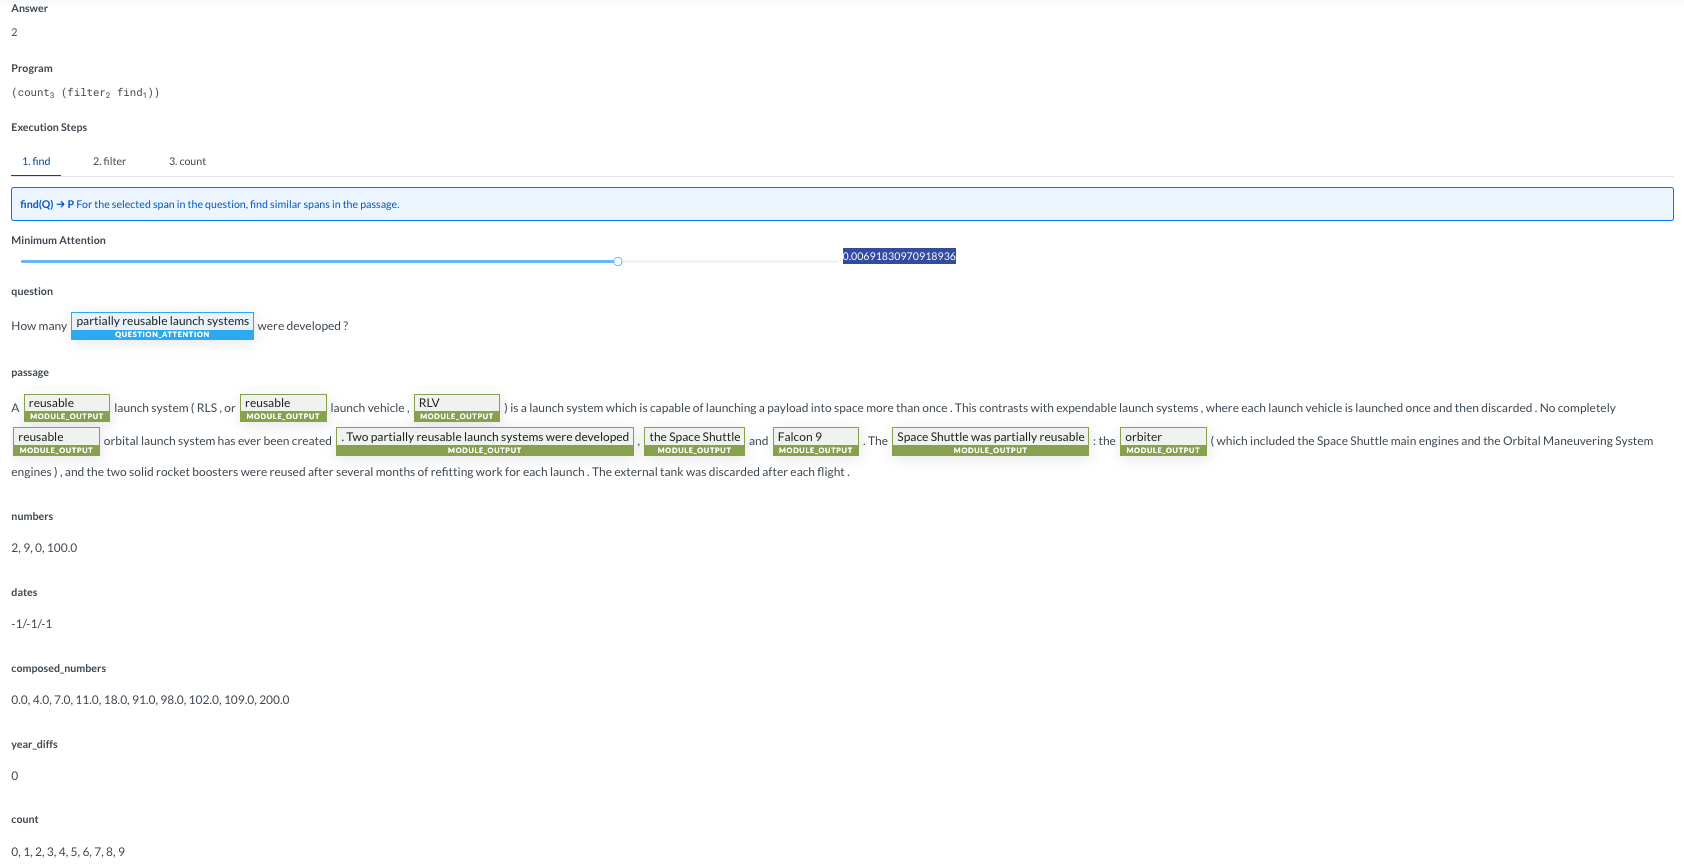 Answer
2
Program
(count₃ (filter₂ find₁))
Execution Steps
1. find 2. filter 3. count
find(Q) → P For the selected span in the question, find similar spans in the passage.
Minimum Attention
0.00691830970918936
question
How many partially reusable launch systems were developed ?
QUESTION_ATTENTION
passage
A reusable launch system ( RLS , or reusable launch vehicle , RLV ) is a launch system which is capable of launching a payload into space more than once . This contrasts with expendable launch systems , where each launch vehicle is launched once and then discarded . No completely
MODULE_OUTPUT MODULE_OUTPUT MODULE_OUTPUT
reusable orbital launch system has ever been created . Two partially reusable launch systems were developed , the Space Shuttle and Falcon 9 . The Space Shuttle was partially reusable : the orbiter ( which included the Space Shuttle main engines and the Orbital Maneuvering System
MODULE_OUTPUT MODULE_OUTPUT MODULE_OUTPUT MODULE_OUTPUT MODULE_OUTPUT MODULE_OUTPUT
engines ) , and the two solid rocket boosters were reused after several months of refitting work for each launch . The external tank was discarded after each flight .
numbers
2, 9, 0, 100.0
dates
-1/-1/-1
composed_numbers
0.0, 4.0, 7.0, 11.0, 18.0, 91.0, 98.0, 102.0, 109.0, 200.0
year_diffs
0
count
0, 1, 2, 3, 4, 5, 6, 7, 8, 9